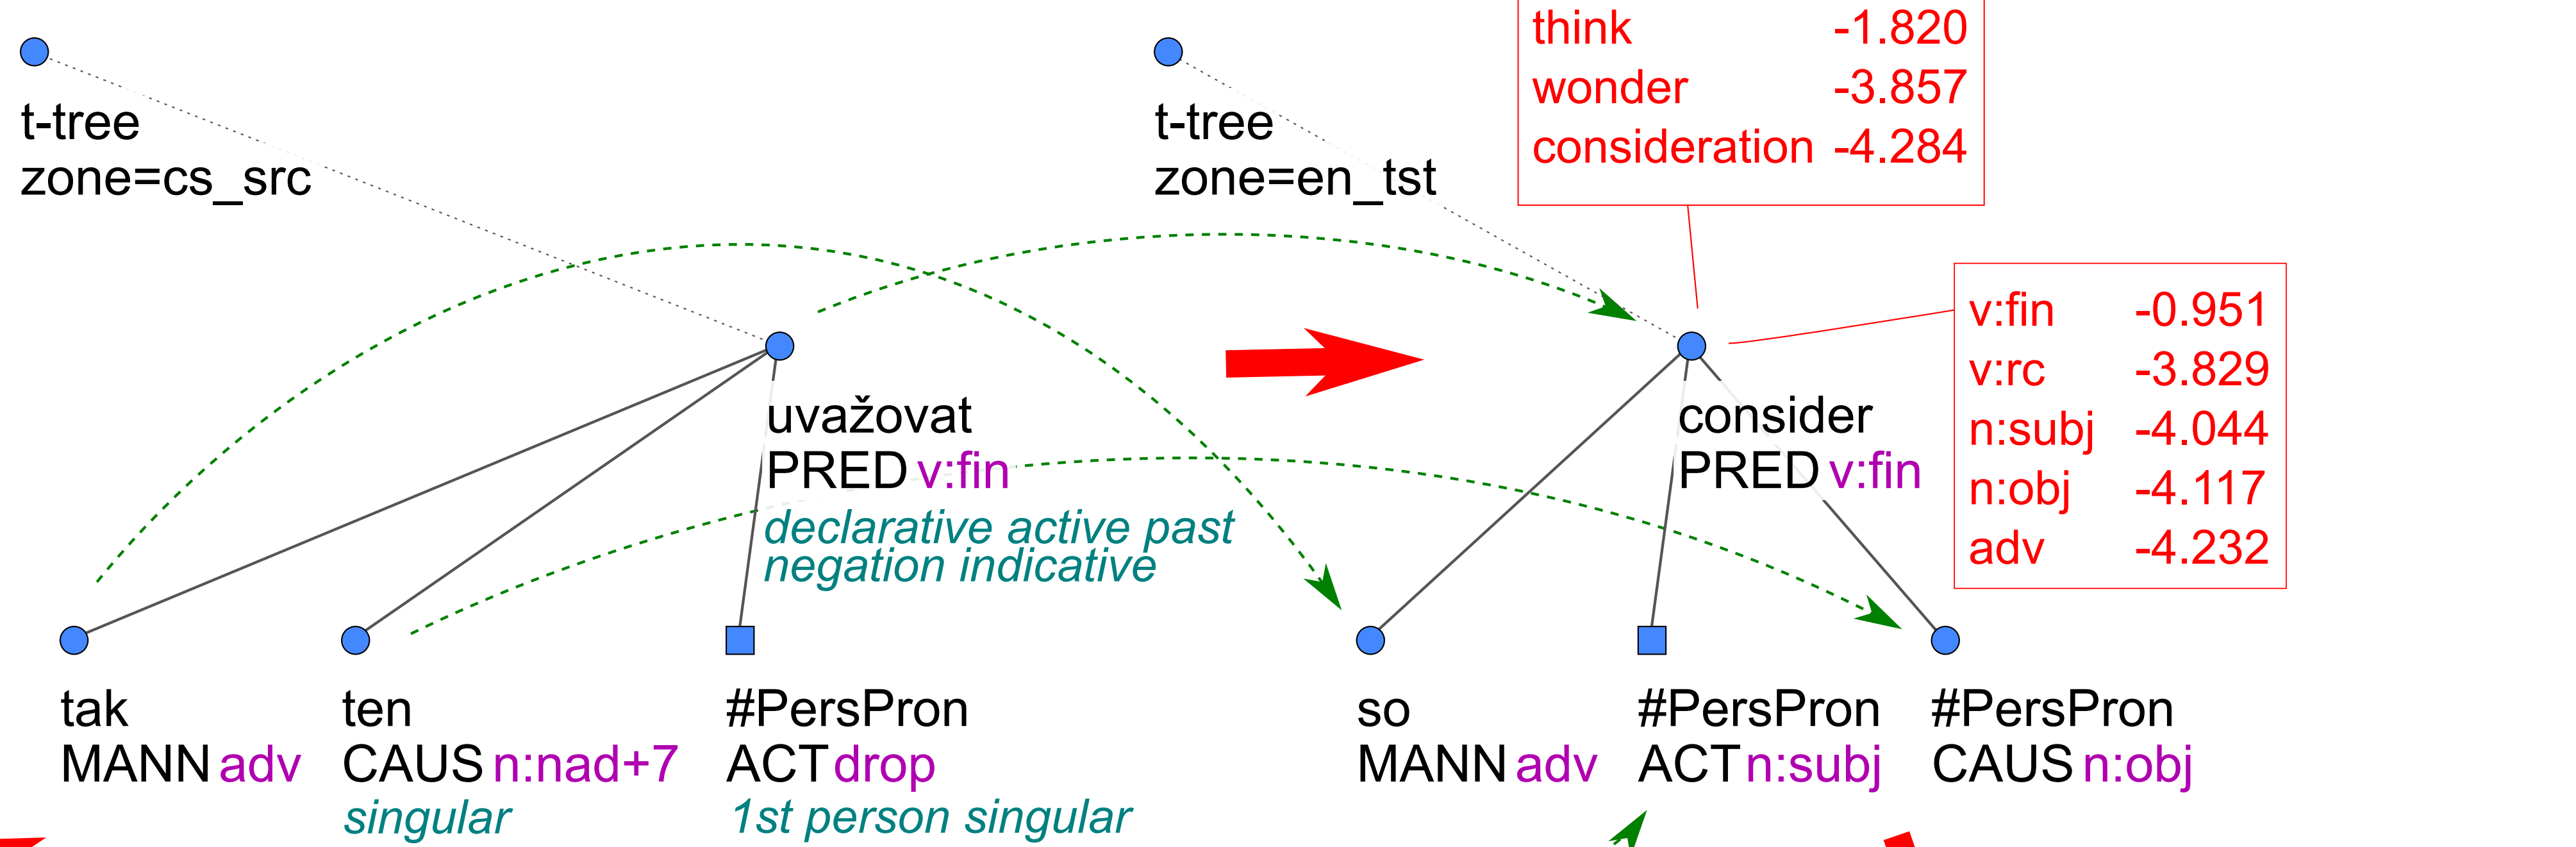 think -1.820
wonder -3.857
consideration -4.284
t-tree
zone=cs_src
t-tree
zone=en_tst
v:fin -0.951
v:rc -3.829
n:subj -4.044
n:obj -4.117
adv -4.232
uvažovat
PRED v:fin
declarative active past
negation indicative
consider
PRED v:fin
tak
MANN adv
ten
CAUS n:nad+7
singular
#PersPron
ACT drop
1st person singular
so
MANN adv
#PersPron
ACT n:subj
#PersPron
CAUS n:obj